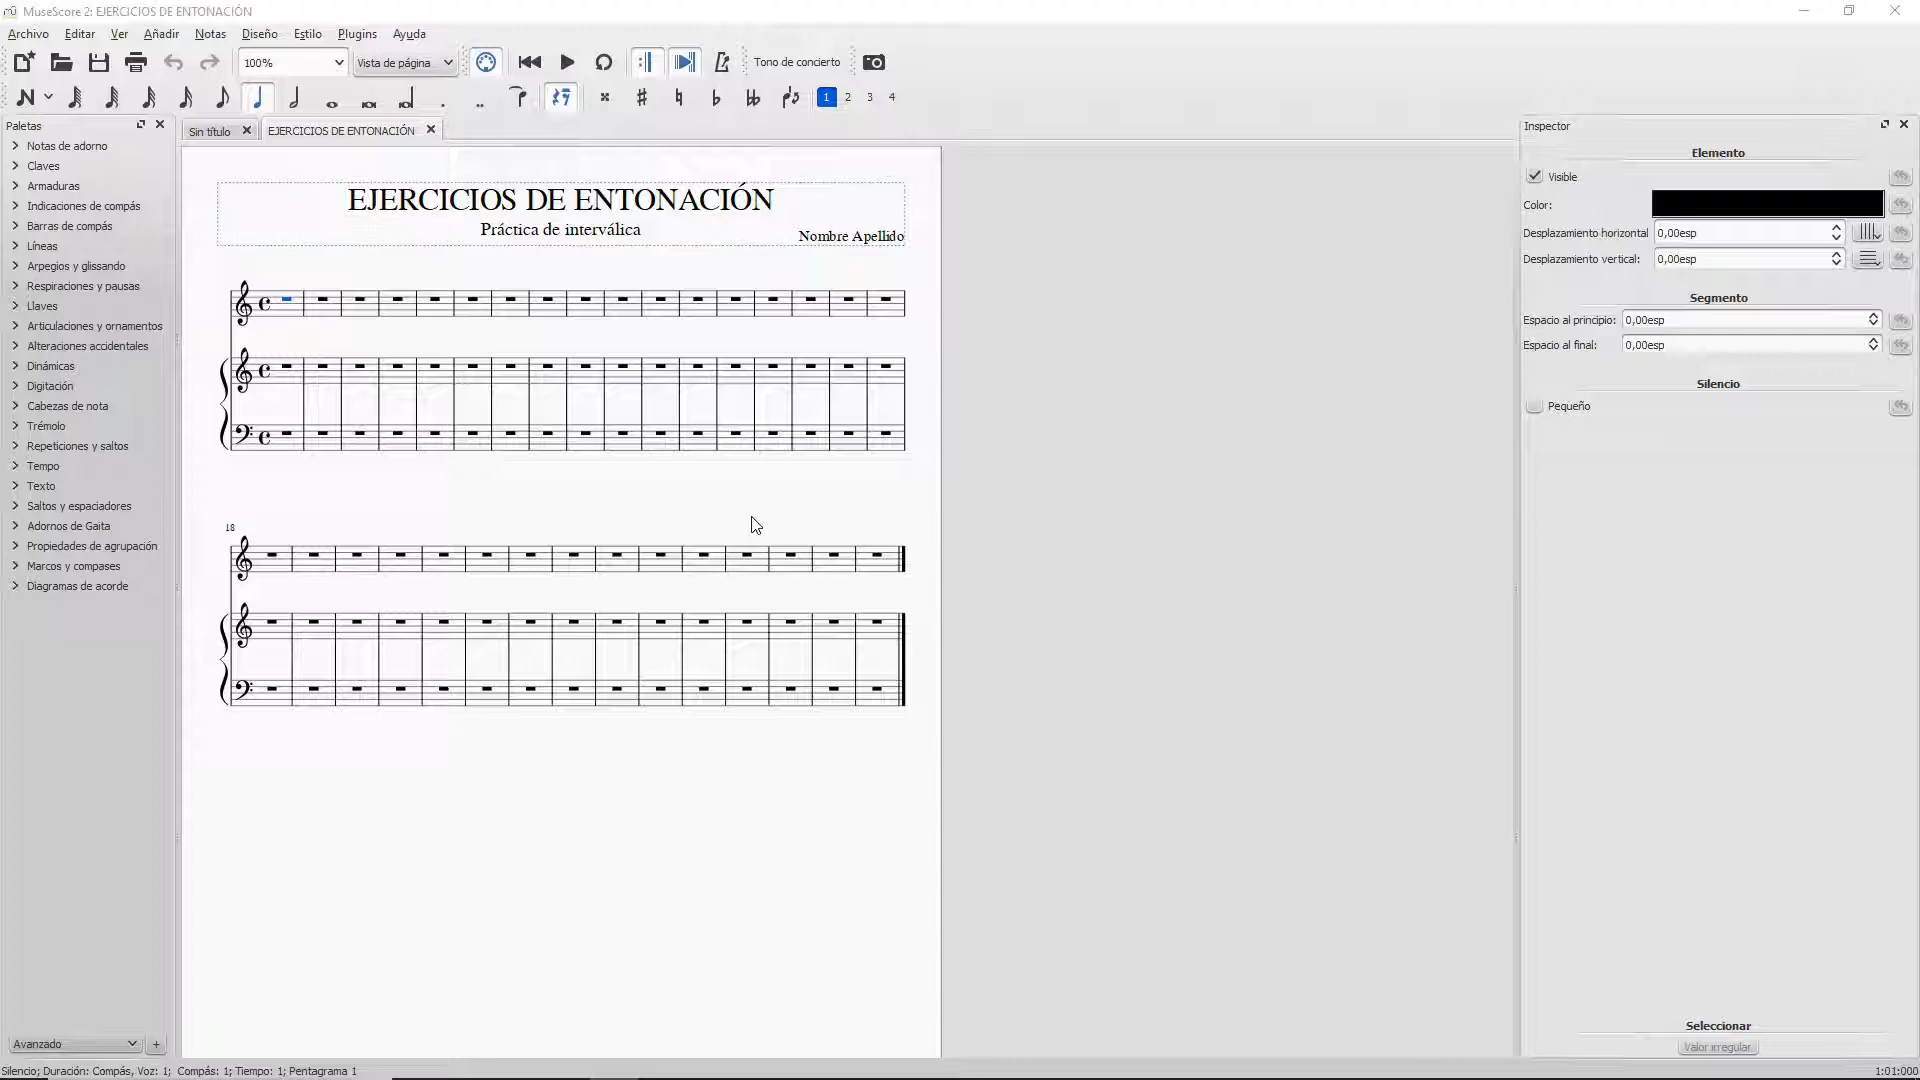 MuseScore 2: EJERCICIOS DE ENTONACIÓN
Archivo Editar Ver Añadir Notas Diseño Estilo Plugins Ayuda
100% Vista de página Tono de concierto
1 2 3 4
Paletas
Notas de adorno
Claves
Armaduras
Indicaciones de compás
Barras de compás
Líneas
Arpegios y glissando
Respiraciones y pausas
Llaves
Articulaciones y ornamentos
Alteraciones accidentales
Dinámicas
Digitación
Cabezas de nota
Trémolo
Repeticiones y saltos
Tempo
Texto
Saltos y espaciadores
Adornos de Gaita
Propiedades de agrupación
Marcos y compases
Diagramas de acorde
Avanzado +
Sin título EJERCICIOS DE ENTONACIÓN
EJERCICIOS DE ENTONACIÓN
Práctica de interválica
Nombre Apellido
18
Inspector
Elemento
Visible
Color:
Desplazamiento horizontal 0,00esp
Desplazamiento vertical: 0,00esp
Segmento
Espacio al principio: 0,00esp
Espacio al final: 0,00esp
Silencio
Pequeño
Seleccionar
Valor irregular
Silencio; Duración: Compás, Voz: 1; Compás: 1; Tiempo: 1; Pentagrama 1
1:01:000